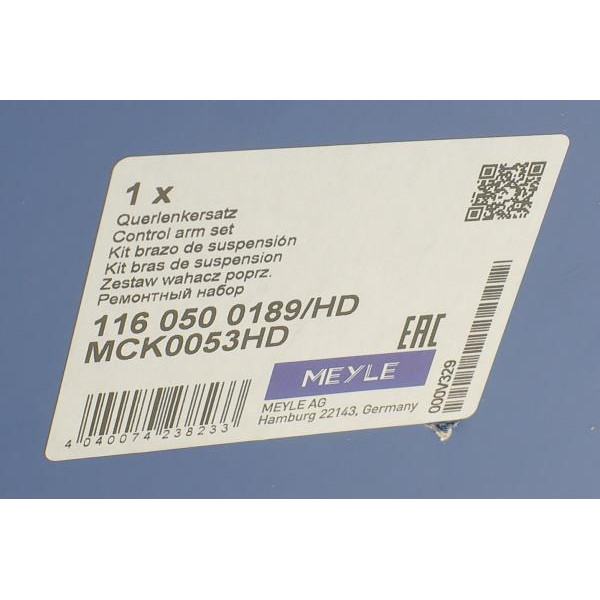 1 x
Querlenkersatz
Control arm set
Kit brazo de suspensión
Kit bras de suspension
Zestaw wahacz poprz.
Ремонтный набор
116 050 0189/HD
MCK0053HD
EAC
MEYLE
MEYLE AG
Hamburg 22143, Germany
4 040074 238233
000V329